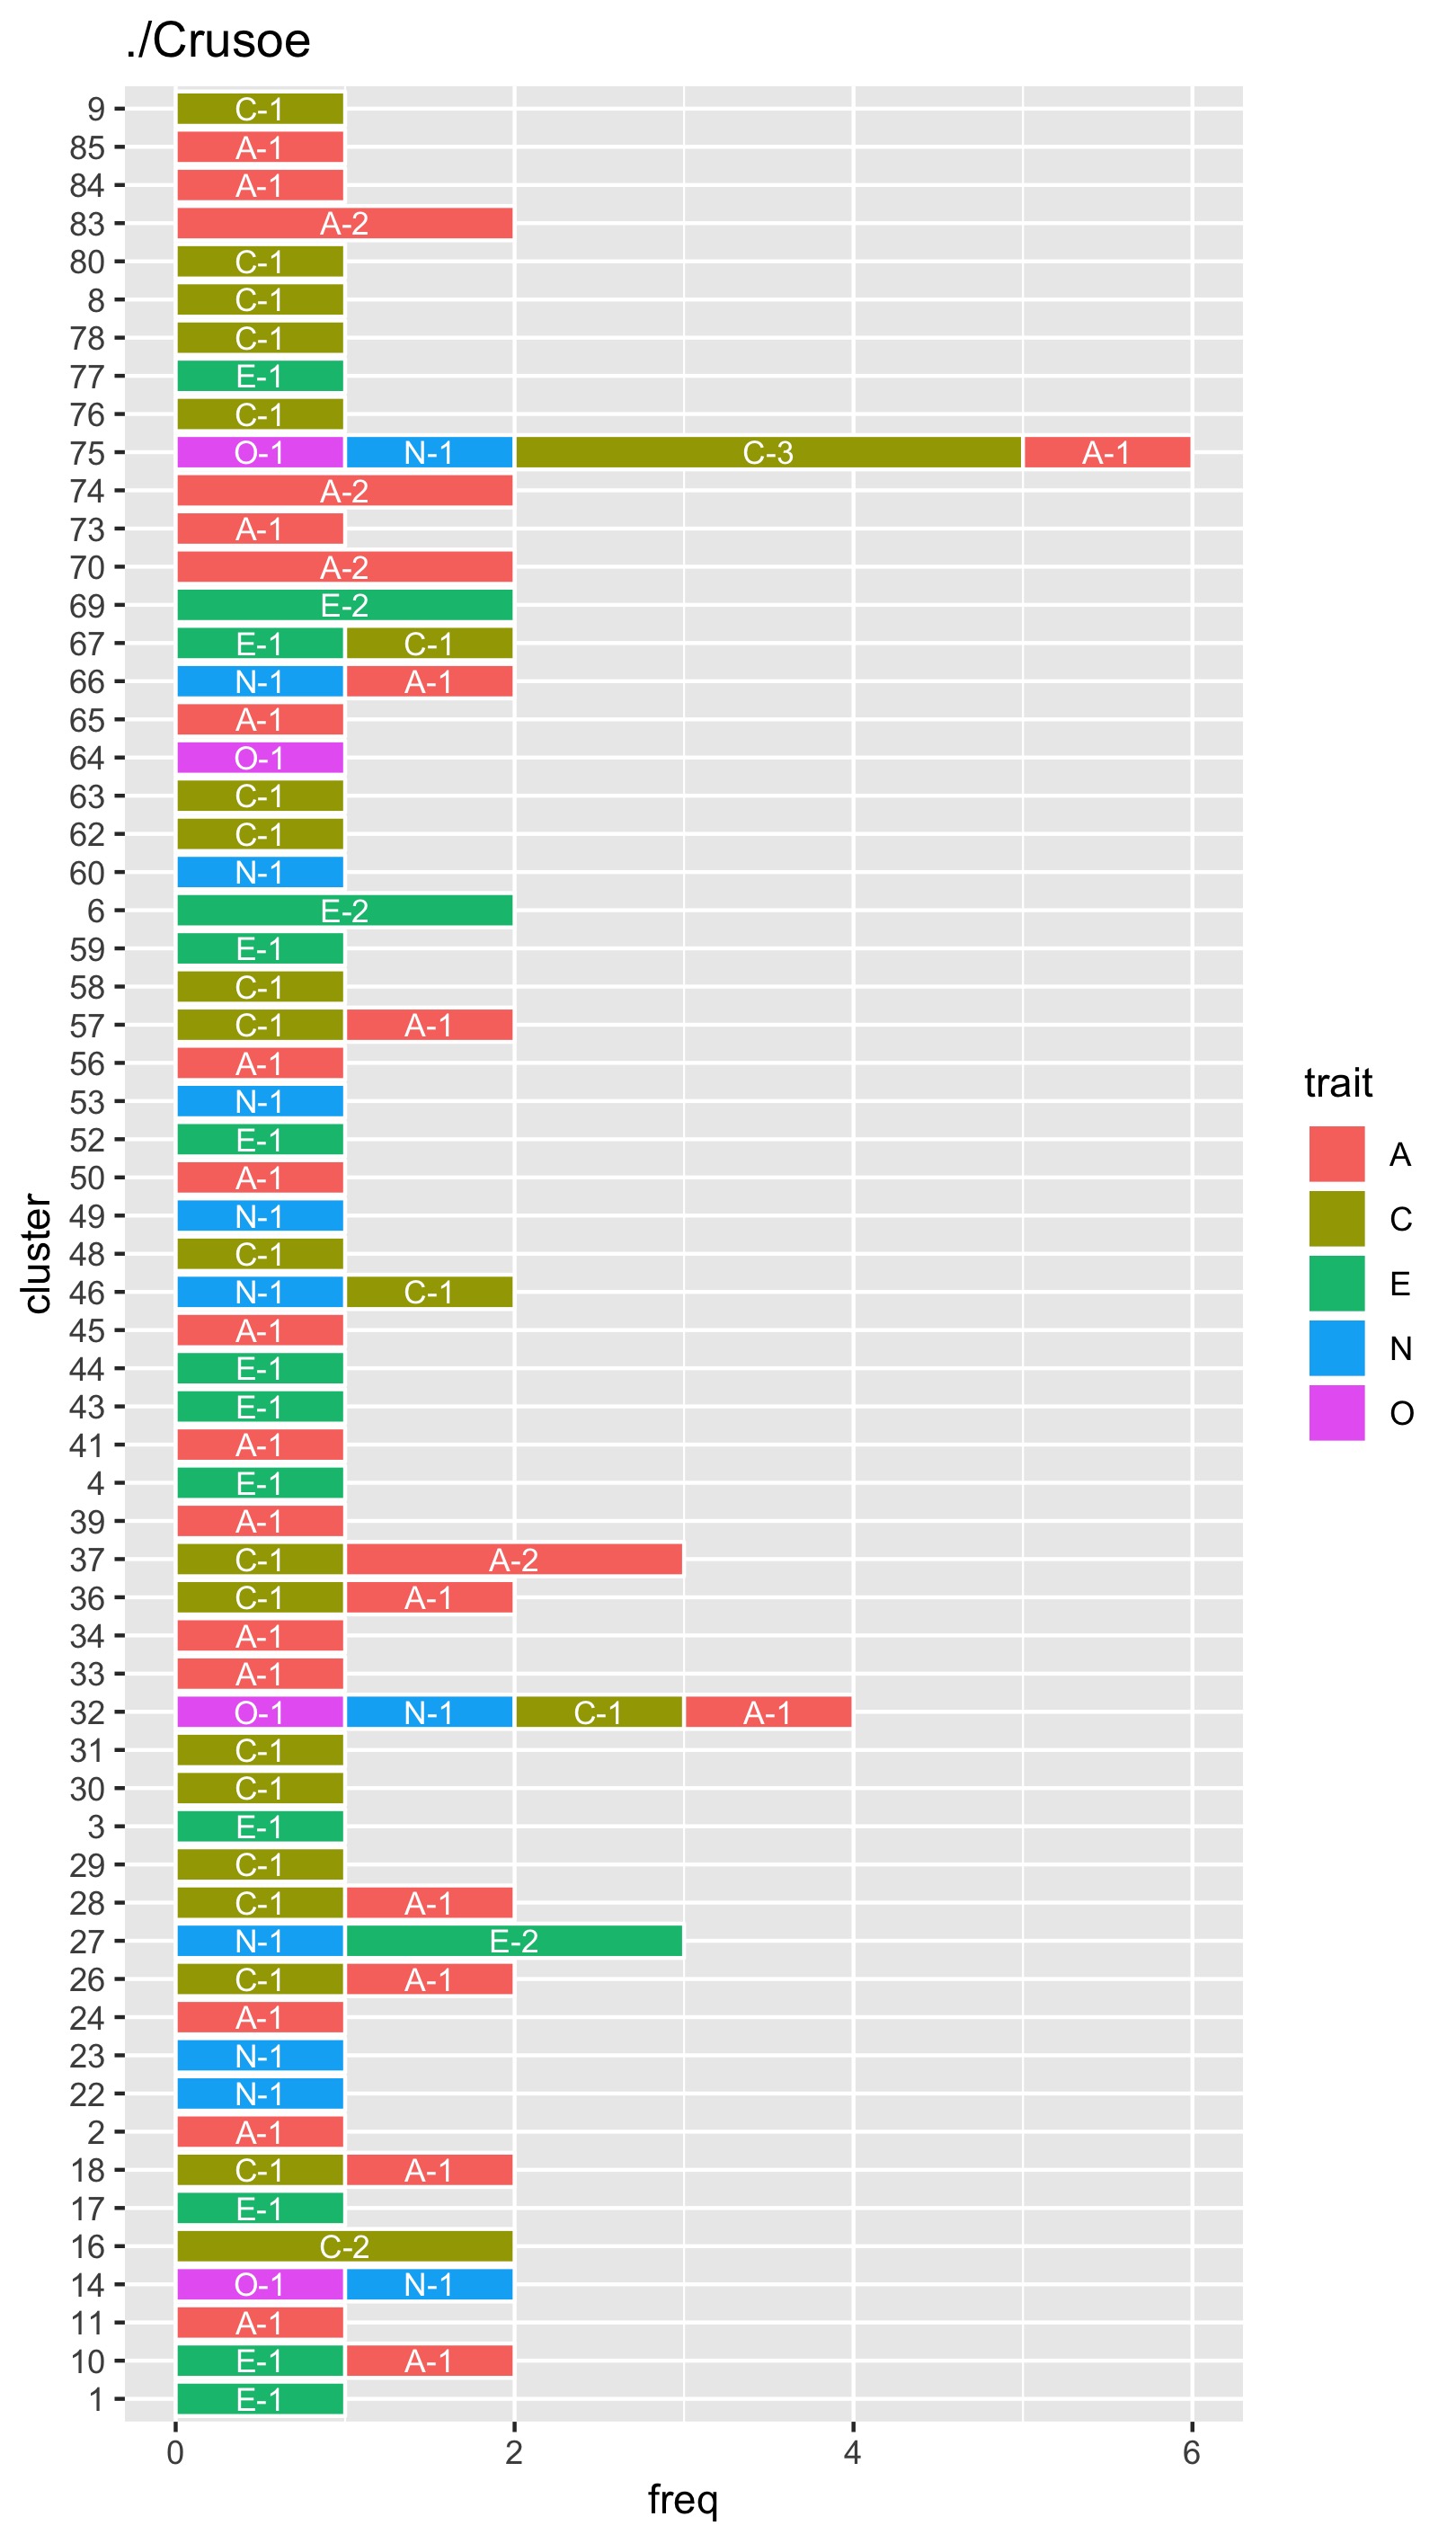 ./Crusoe
9 C-1
85 A-1
84 A-1
83 A-2
80 C-1
8 C-1
78 C-1
77 E-1
76 C-1
75 O-1 N-1 C-3 A-1
74 A-2
73 A-1
70 A-2
69 E-2
67 E-1 C-1
66 N-1 A-1
65 A-1
64 O-1
63 C-1
62 C-1
60 N-1
6 E-2
59 E-1
58 C-1
57 C-1 A-1
56 A-1
53 N-1
52 E-1
50 A-1
49 N-1
48 C-1
46 N-1 C-1
45 A-1
44 E-1
43 E-1
41 A-1
4 E-1
39 A-1
37 C-1 A-2
36 C-1 A-1
34 A-1
33 A-1
32 O-1 N-1 C-1 A-1
31 C-1
30 C-1
3 E-1
29 C-1
28 C-1 A-1
27 N-1 E-2
26 C-1 A-1
24 A-1
23 N-1
22 N-1
2 A-1
18 C-1 A-1
17 E-1
16 C-2
14 O-1 N-1
11 A-1
10 E-1 A-1
1 E-1
0 2 4 6
freq
cluster
trait
A
C
E
N
O